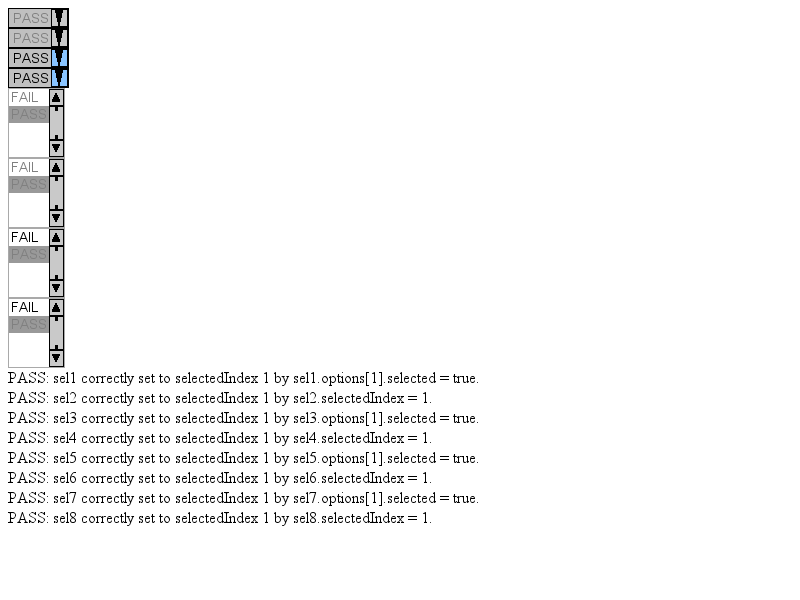 PASS
PASS
PASS
PASS
FAIL
PASS
FAIL
PASS
FAIL
PASS
FAIL
PASS
PASS: sel1 correctly set to selectedIndex 1 by sel1.options[1].selected = true.
PASS: sel2 correctly set to selectedIndex 1 by sel2.selectedIndex = 1.
PASS: sel3 correctly set to selectedIndex 1 by sel3.options[1].selected = true.
PASS: sel4 correctly set to selectedIndex 1 by sel4.selectedIndex = 1.
PASS: sel5 correctly set to selectedIndex 1 by sel5.options[1].selected = true.
PASS: sel6 correctly set to selectedIndex 1 by sel6.selectedIndex = 1.
PASS: sel7 correctly set to selectedIndex 1 by sel7.options[1].selected = true.
PASS: sel8 correctly set to selectedIndex 1 by sel8.selectedIndex = 1.